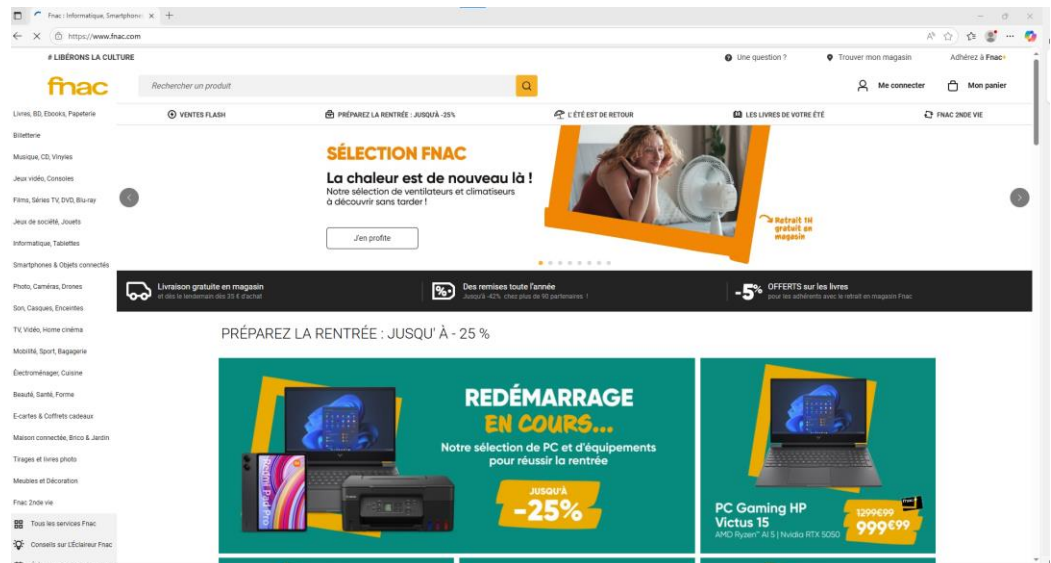 Fnac : Informatique, Smartphones
https://www.fnac.com
# LIBÉRONS LA CULTURE
Une question ?
Trouver mon magasin
Adhérez à Fnac+
fnac
Rechercher un produit
Me connecter
Mon panier
Livres, BD, Ebooks, Papeterie
Billetterie
Musique, CD, Vinyles
Jeux vidéo, Consoles
Films, Séries TV, DVD, Blu-ray
Jeux de société, Jouets
Informatique, Tablettes
Smartphones & Objets connectés
Photo, Caméras, Drones
Son, Casques, Enceintes
TV, Vidéo, Home cinéma
Mobilité, Sport, Bagagerie
Électroménager, Cuisine
Beauté, Santé, Forme
E-cartes & Coffrets cadeaux
Maison connectée, Brico & Jardin
Tirages et livres photo
Meubles et Décoration
Fnac 2nde vie
Tous les services Fnac
Conseils sur L'Éclaireur Fnac
VENTES FLASH
PRÉPAREZ LA RENTRÉE : JUSQU'À -25%
L'ÉTÉ EST DE RETOUR
LES LIVRES DE VOTRE ÉTÉ
FNAC 2NDE VIE
SÉLECTION FNAC
La chaleur est de nouveau là !
Notre sélection de ventilateurs et climatiseurs
à découvrir sans tarder !
J'en profite
Retrait 1H
gratuit en
magasin
Livraison gratuite en magasin
et dès le lendemain dès 35 € d'achat
Des remises toute l'année
Jusqu'à -42% chez plus de 90 partenaires !
-5%
OFFERTS sur les livres
pour les adhérents avec le retrait en magasin Fnac
PRÉPAREZ LA RENTRÉE : JUSQU' À - 25 %
REDÉMARRAGE
EN COURS...
Notre sélection de PC et d'équipements
pour réussir la rentrée
JUSQU'À
-25%
Redmi Pad Pro
PC Gaming HP
Victus 15
AMD Ryzen™ AI 5 | Nvidia RTX 5050
1299€99
999€99